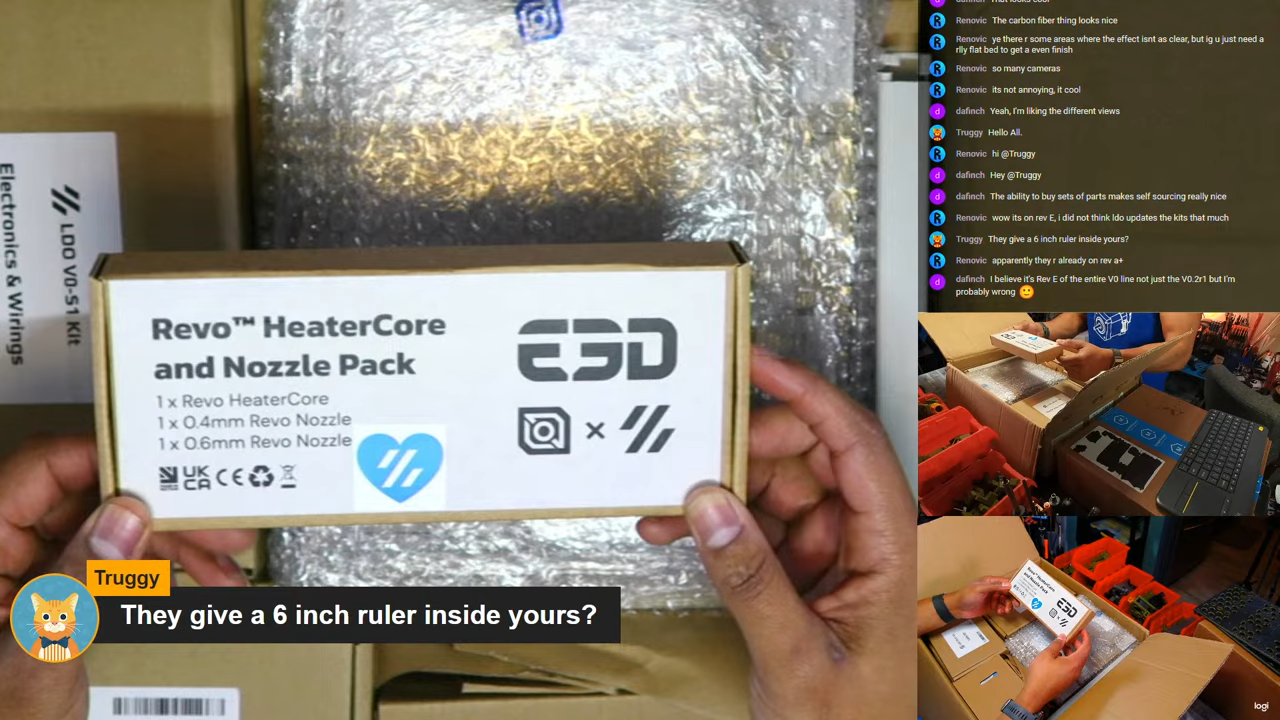 Electronics & Wirings
LDO V0-S1 Kit
Revo™ HeaterCore
and Nozzle Pack
1 x Revo HeaterCore
1 x 0.4mm Revo Nozzle
1 x 0.6mm Revo Nozzle
UK
CA
CE
E3D
×
Truggy
They give a 6 inch ruler inside yours?
Renovic The carbon fiber thing looks nice
Renovic ye there r some areas where the effect isnt as clear, but ig u just need a
rlly flat bed to get a even finish
Renovic so many cameras
Renovic its not annoying, it cool
dafinch Yeah, I'm liking the different views
Truggy Hello All.
Renovic hi @Truggy
dafinch Hey @Truggy
dafinch The ability to buy sets of parts makes self sourcing really nice
Renovic wow its on rev E, i did not think ldo updates the kits that much
Truggy They give a 6 inch ruler inside yours?
Renovic apparently they r already on rev a+
dafinch I believe it's Rev E of the entire V0 line not just the V0.2r1 but I'm
probably wrong 🙂
Revo™ HeaterCore
and Nozzle Pack
E3D
logi